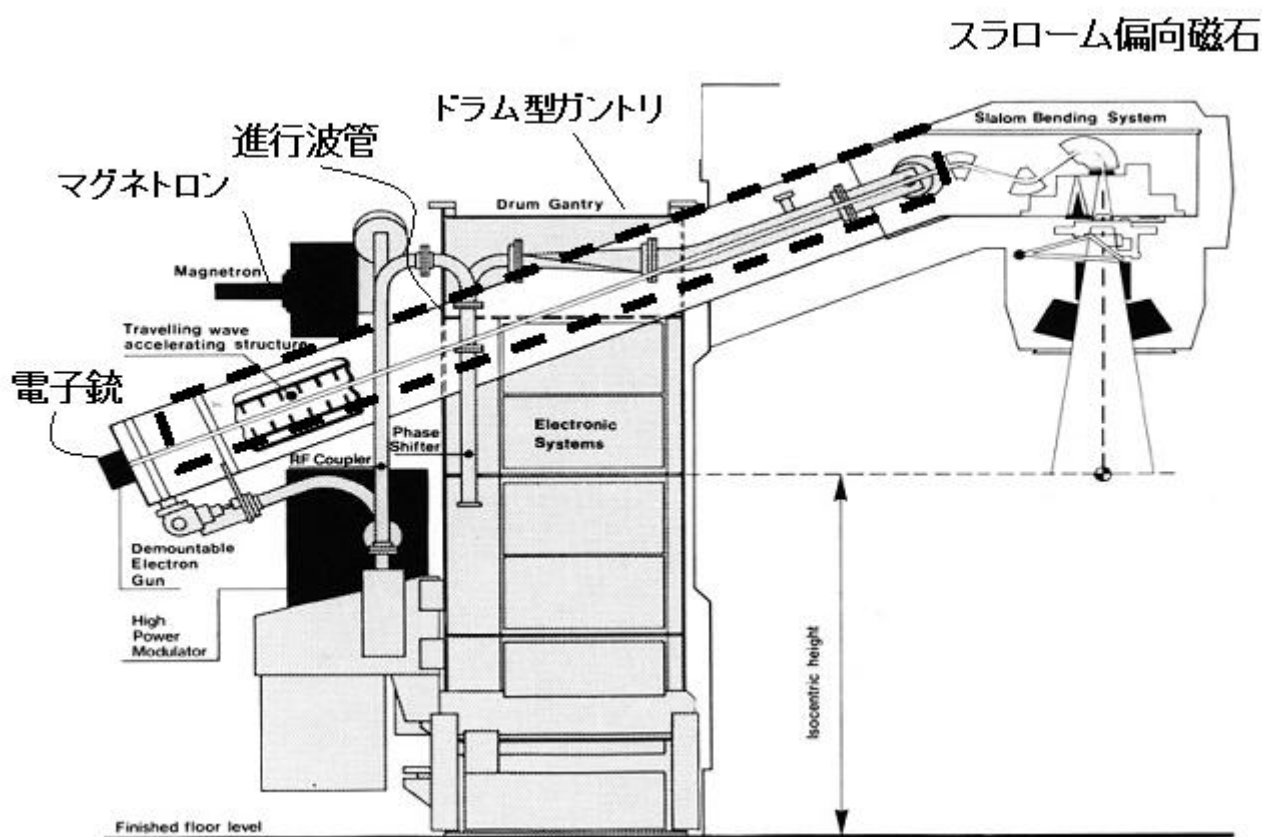 スラローム偏向磁石
ドラム型ガントリ
Slalom Bending System
進行波管
マグネトロン
Drum Gantry
Magnetron
Travelling wave
accelerating structure
電子銃
Electronic
Systems
Phase
Shifter
RF Coupler
Demountable
Electron
Gun
High
Power
Modulator
Isocentric height
Finished floor level